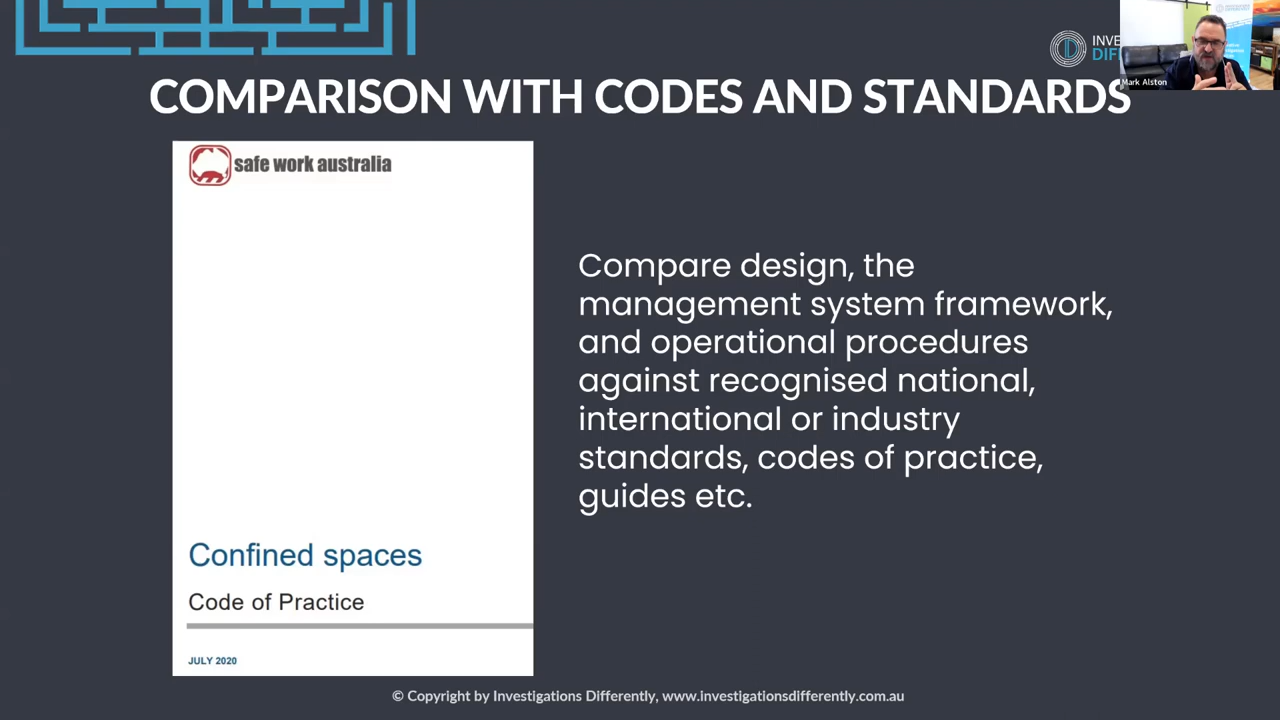 INV
DIF
Mark Alston
COMPARISON WITH CODES AND STANDARDS
safe work australia
Compare design, the
management system framework,
and operational procedures
against recognised national,
international or industry
standards, codes of practice,
guides etc.
Confined spaces
Code of Practice
JULY 2020
© Copyright by Investigations Differently, www.investigationsdifferently.com.au